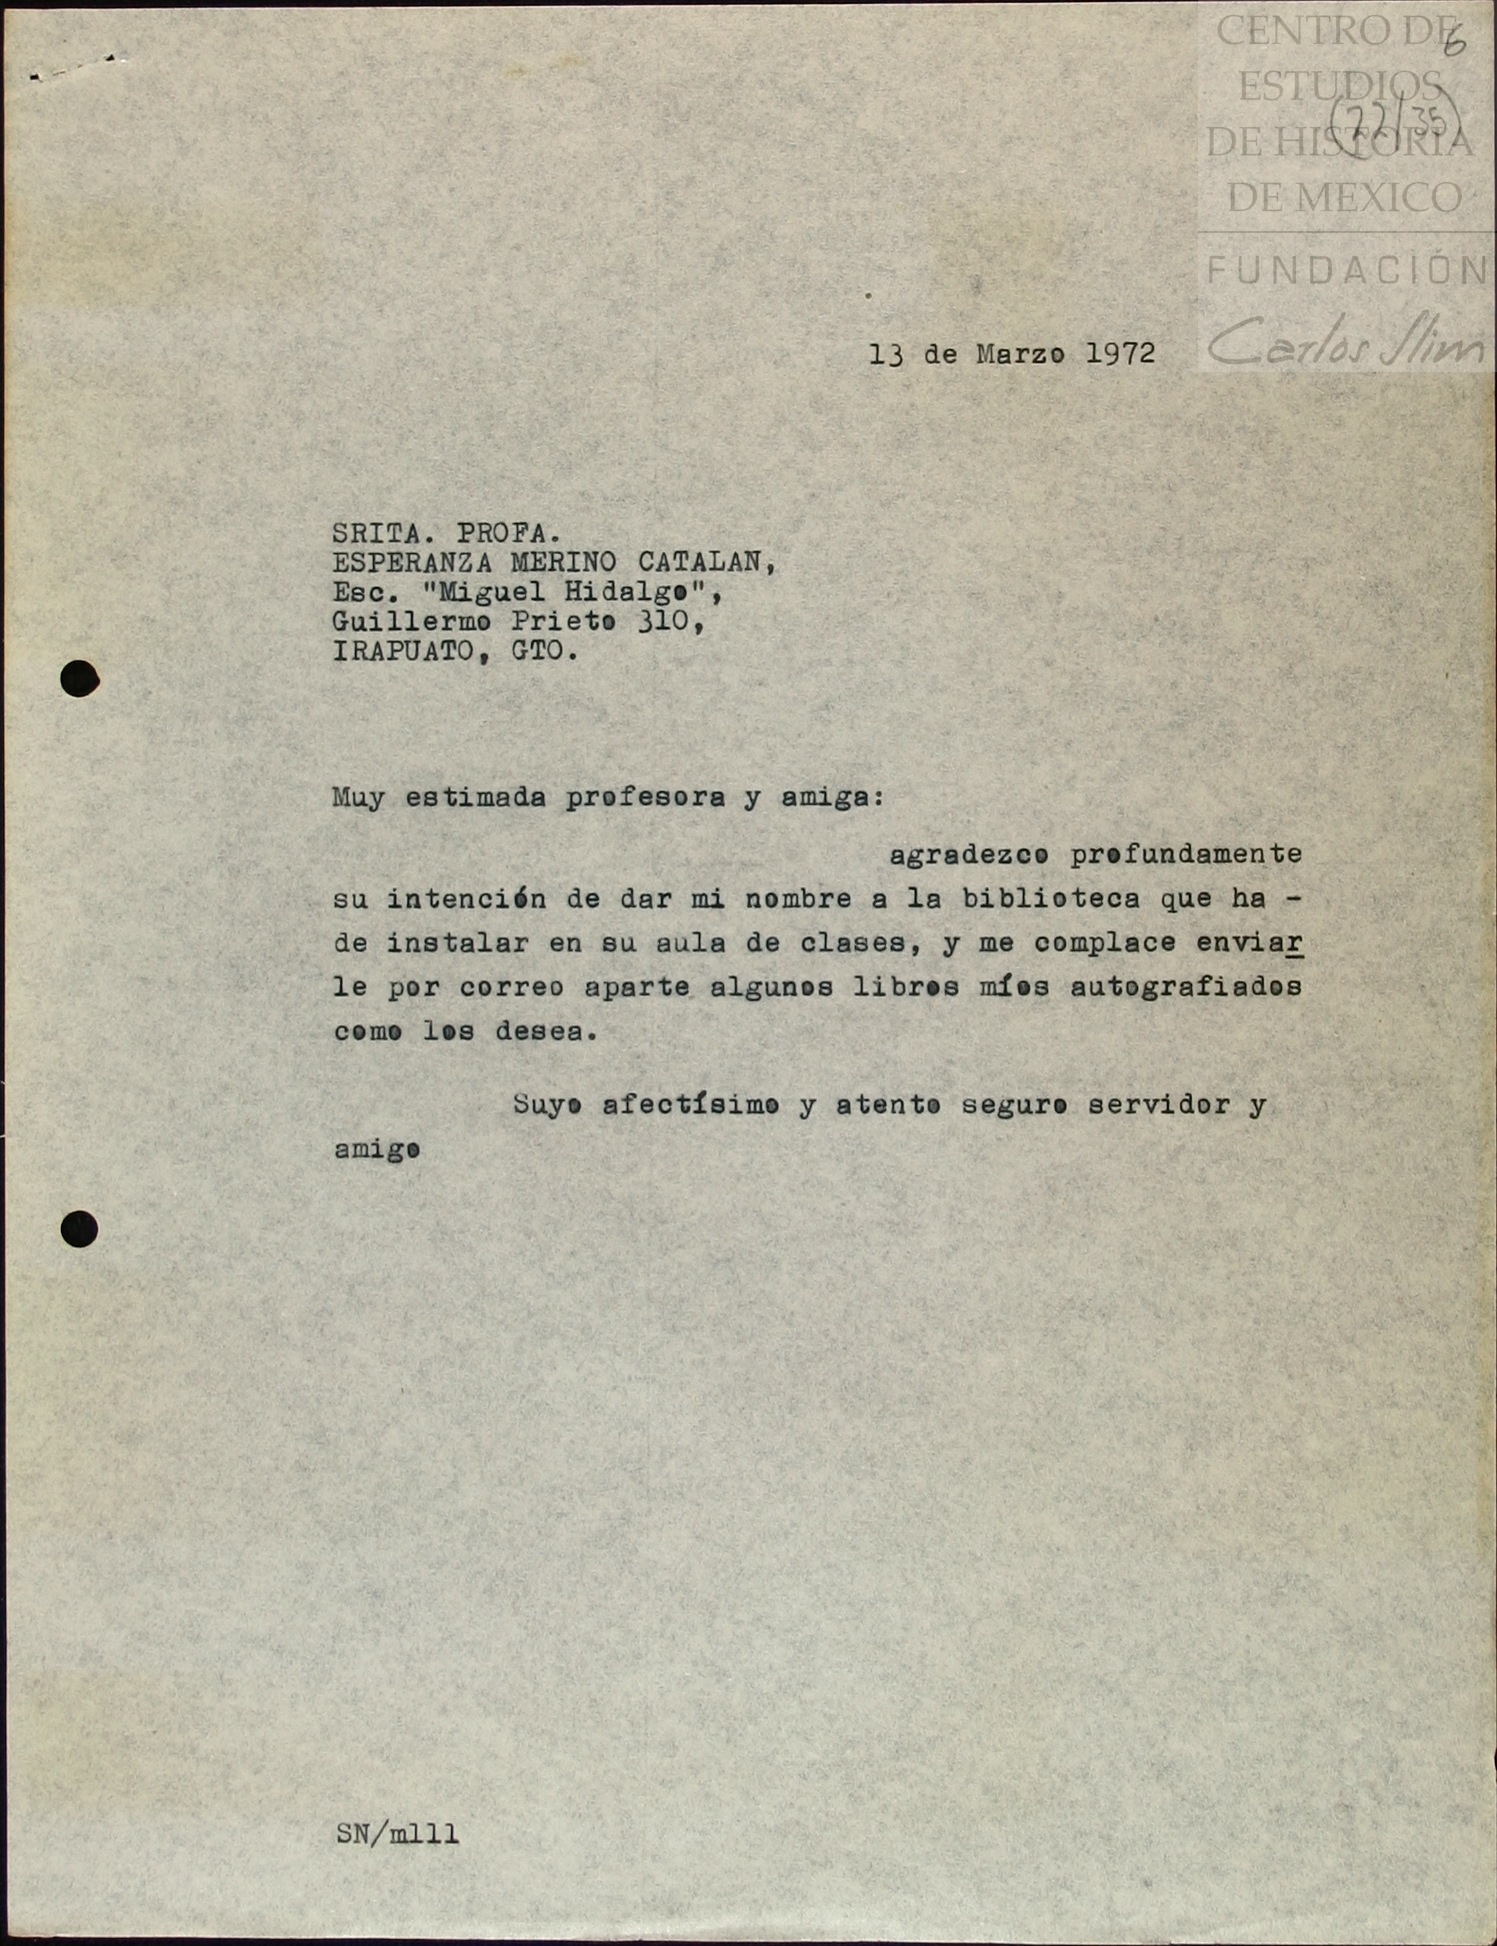 CENTRO DE
6
ESTUDIOS
(72/35)
DE HISTORIA
DE MEXICO
FUNDACIÓN
Carlos Slim
13 de Marzo 1972
SRITA. PROFA.
ESPERANZA MERINO CATALAN,
Esc. "Miguel Hidalgo",
Guillermo Prieto 310,
IRAPUATO, GTO.
Muy estimada profesora y amiga:
agradezco profundamente
su intención de dar mi nombre a la biblioteca que ha -
de instalar en su aula de clases, y me complace enviar
le por correo aparte algunos libros míos autografiados
como los desea.
Suyo afectísimo y atento seguro servidor y
amigo
SN/mlll